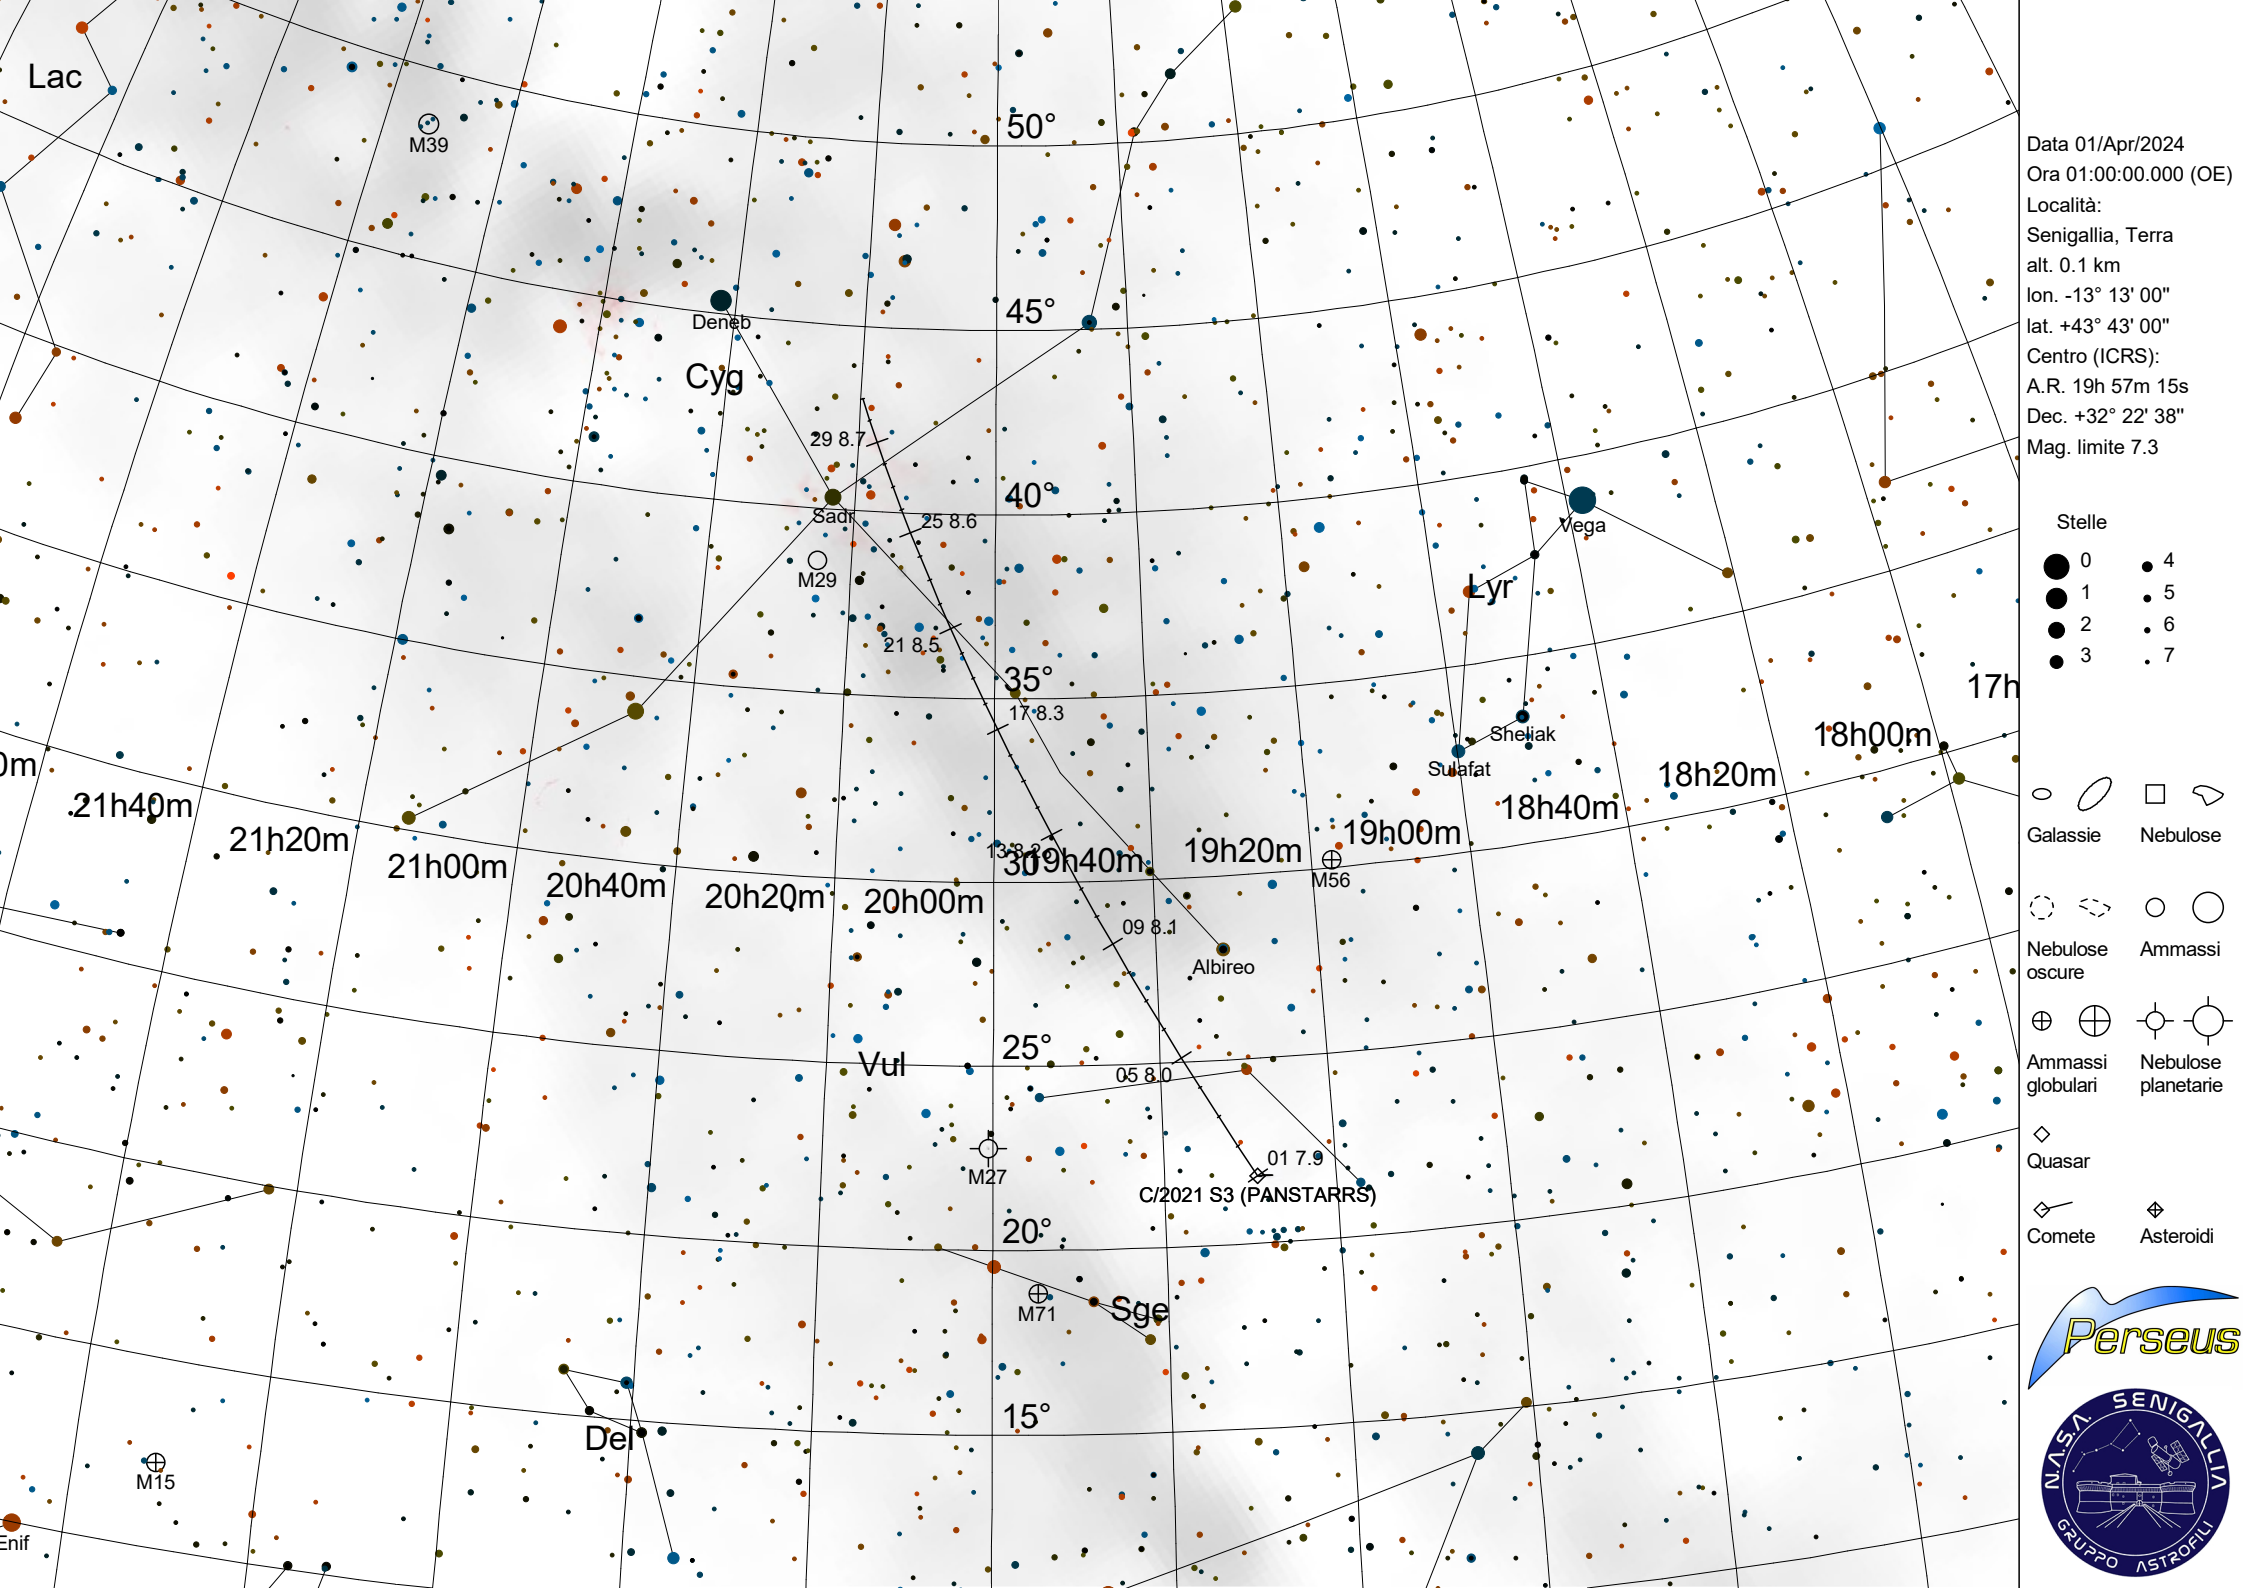 Lac
M39
50°
Deneb
45°
Cyg
29 8.7
40°
Sadr
25 8.6
Vega
M29
Lyr
21 8.5
35°
17 8.3
17h
Sheliak
Sulafat
18h00m
0m
21h40m
21h20m
21h00m
20h40m
20h20m
20h00m
13 8.2
30°
19h40m
19h20m
19h00m
18h40m
18h20m
M56
09 8.1
Albireo
25°
Vul
05 8.0
M27
01 7.9
C/2021 S3 (PANSTARRS)
20°
M71
Sge
15°
Del
M15
Enif
Data 01/Apr/2024
Ora 01:00:00.000 (OE)
Località:
Senigallia, Terra
alt. 0.1 km
lon. -13° 13' 00"
lat. +43° 43' 00"
Centro (ICRS):
A.R. 19h 57m 15s
Dec. +32° 22' 38"
Mag. limite 7.3
Stelle
0 4
1 5
2 6
3 7
Galassie Nebulose
Nebulose oscure Ammassi
Ammassi globulari Nebulose planetarie
Quasar
Comete Asteroidi
Perseus
N.A.S.A. SENIGALLIA
GRUPPO ASTROFILI